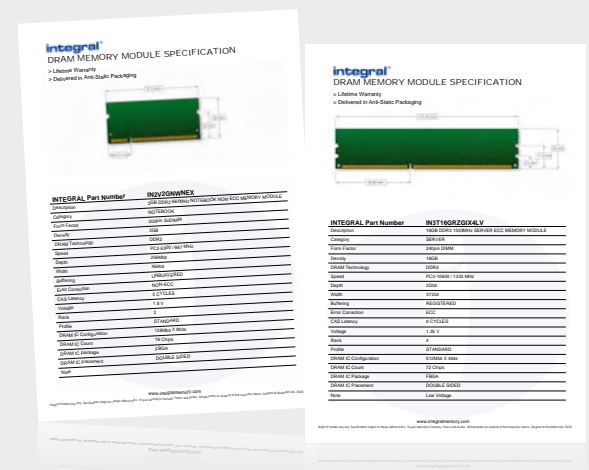 integral
DRAM MEMORY MODULE SPECIFICATION
> Lifetime Warranty
> Delivered in Anti-Static Packaging
INTEGRAL Part Number IN2V2GNWNEX
Description 2GB DDR2 667MHz NOTEBOOK NON-ECC MEMORY MODULE
Category NOTEBOOK
Form Factor 200pin SoDIMM
Density 2GB
DRAM Technology DDR2
Speed PC2-5300 / 667 MHz
Depth 256Mbit
Width X64bit
Buffering UNBUFFERED
Error Correction NON-ECC
CAS Latency 5 CYCLES
Voltage 1.8 V
Rank 2
Profile STANDARD
DRAM IC Configuration 128Mbit X 8bits
DRAM IC Count 16 Chips
DRAM IC package FBGA
DRAM IC placement DOUBLE SIDED
Note
www.integralmemory.com
integral
DRAM MEMORY MODULE SPECIFICATION
> Lifetime Warranty
> Delivered in Anti-Static Packaging
INTEGRAL Part Number IN3T16GRZGIX4LV
Description 16GB DDR3 1333MHz SERVER ECC MEMORY MODULE
Category SERVER
Form Factor 240pin DIMM
Density 16GB
DRAM Technology DDR3
Speed PC3-10600 / 1333 MHz
Depth 2Gbit
Width X72bit
Buffering REGISTERED
Error Correction ECC
CAS Latency 9 CYCLES
Voltage 1.35 V
Rank 4
Profile STANDARD
DRAM IC Configuration 512Mbit X 4bits
DRAM IC Count 72 Chips
DRAM IC Package FBGA
DRAM IC Placement DOUBLE SIDED
Note Low Voltage
www.integralmemory.com